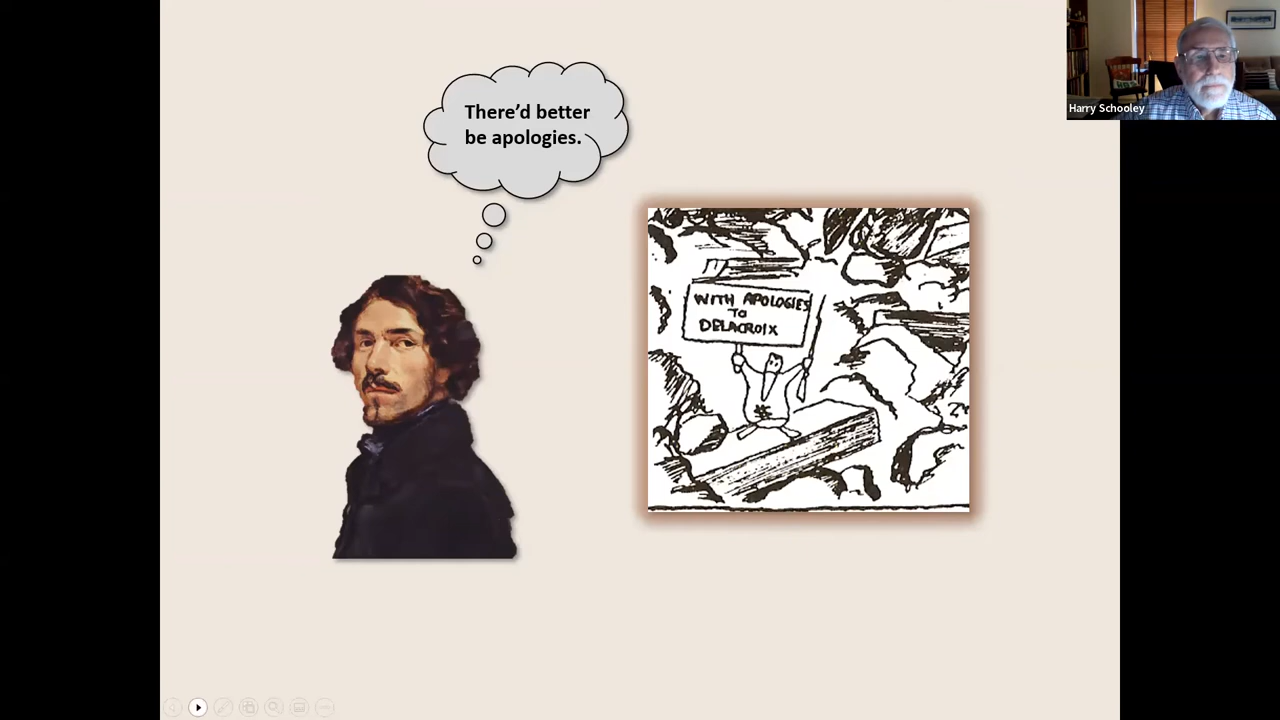 There’d better
be apologies.
Harry Schooley
WITH APOLOGIES
TO
DELACROIX